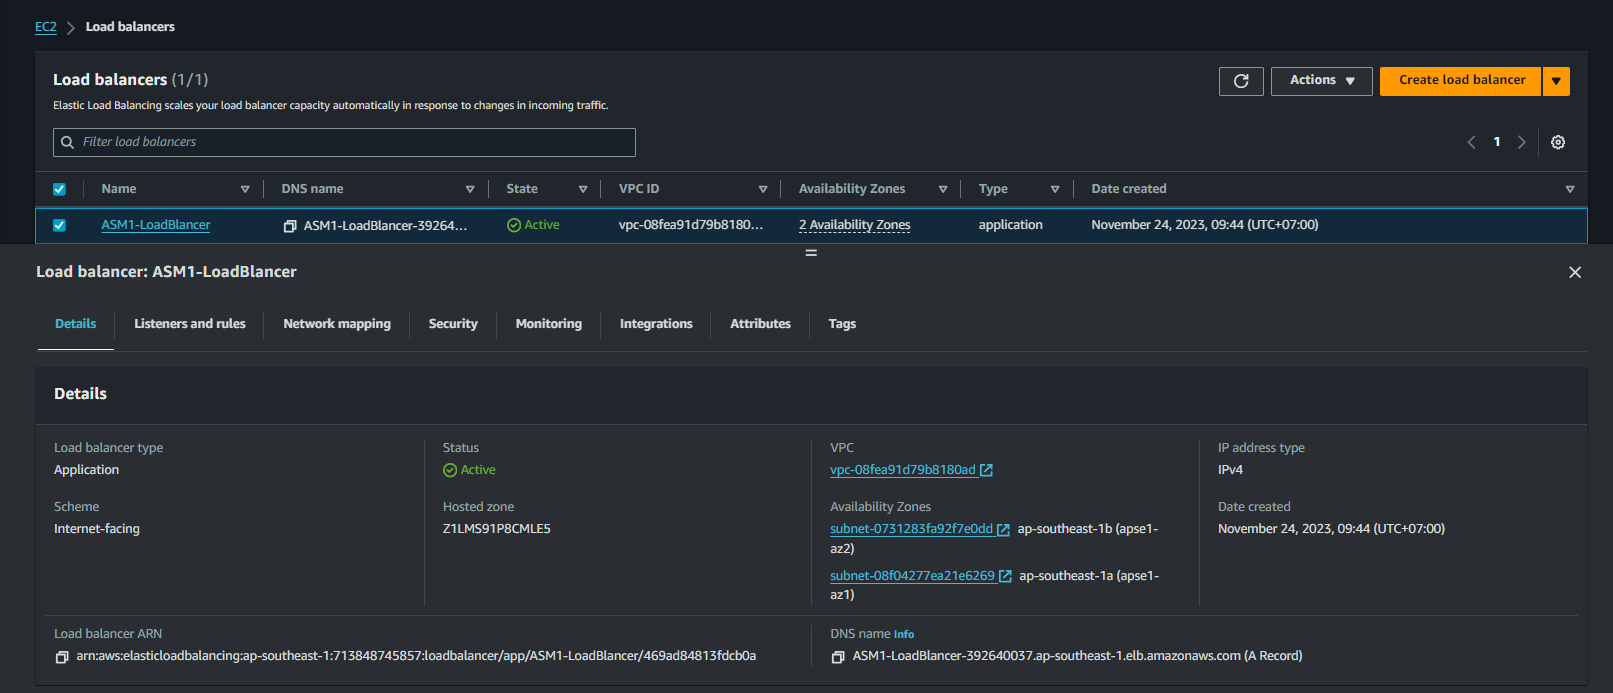 EC2 > Load balancers
Load balancers (1/1)
Actions
Create load balancer
Elastic Load Balancing scales your load balancer capacity automatically in response to changes in incoming traffic.
Filter load balancers
1
Name DNS name State VPC ID Availability Zones Type Date created
ASM1-LoadBlancer ASM1-LoadBlancer-39264... Active vpc-08fea91d79b8180... 2 Availability Zones application November 24, 2023, 09:44 (UTC+07:00)
Load balancer: ASM1-LoadBlancer
Details Listeners and rules Network mapping Security Monitoring Integrations Attributes Tags
Details
Load balancer type
Application
Scheme
Internet-facing
Status
Active
Hosted zone
Z1LMS91P8CMLE5
VPC
vpc-08fea91d79b8180ad
Availability Zones
subnet-0731283fa92f7e0dd ap-southeast-1b (apse1-
az2)
subnet-08f04277ea21e6269 ap-southeast-1a (apse1-
az1)
IP address type
IPv4
Date created
November 24, 2023, 09:44 (UTC+07:00)
Load balancer ARN
arn:aws:elasticloadbalancing:ap-southeast-1:713848745857:loadbalancer/app/ASM1-LoadBlancer/469ad84813fdcb0a
DNS name Info
ASM1-LoadBlancer-392640037.ap-southeast-1.elb.amazonaws.com (A Record)